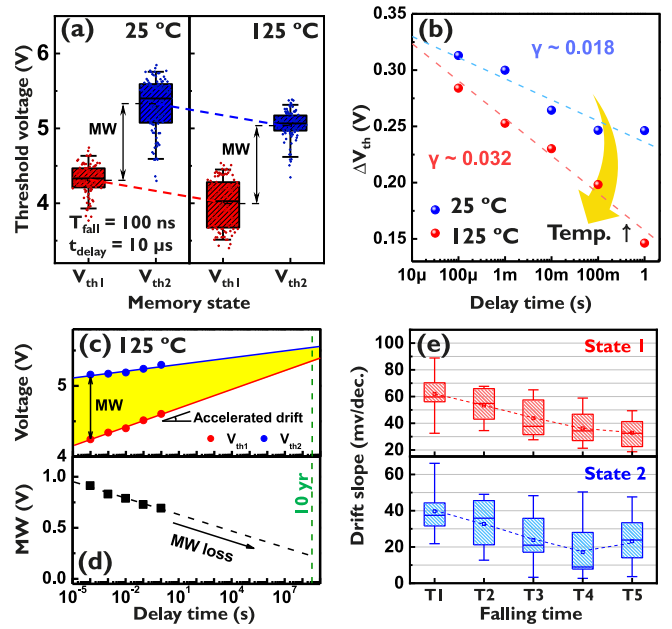 (a)
25 °C
125 °C
Threshold voltage (V)
6
5
4
MW
MW
T_fall = 100 ns
t_delay = 10 µs
V_th1
V_th2
V_th1
V_th2
Memory state
(b)
ΔV_th (V)
0.35
0.30
0.25
0.20
0.15
γ ~ 0.018
γ ~ 0.032
25 °C
125 °C
Temp. ↑
10µ
100µ
1m
10m
100m
1
Delay time (s)
(c)
125 °C
Voltage (V)
5
4
MW
Accelerated drift
V_th1
V_th2
10 yr
MW (V)
1.0
0.5
0.0
MW loss
(d)
10^-5
10^-2
10^1
10^4
10^7
Delay time (s)
(e)
State 1
Drift slope (mv/dec.)
100
80
60
40
20
State 2
60
40
20
0
T1
T2
T3
T4
T5
Falling time